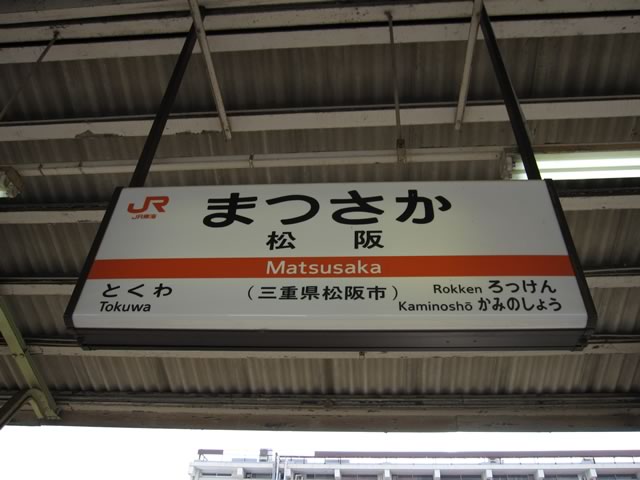 JR
JR東海
まつさか
松阪
Matsusaka
とくわ
Tokuwa
(三重県松阪市)
Rokken ろっけん
Kaminoshō かみのしょう